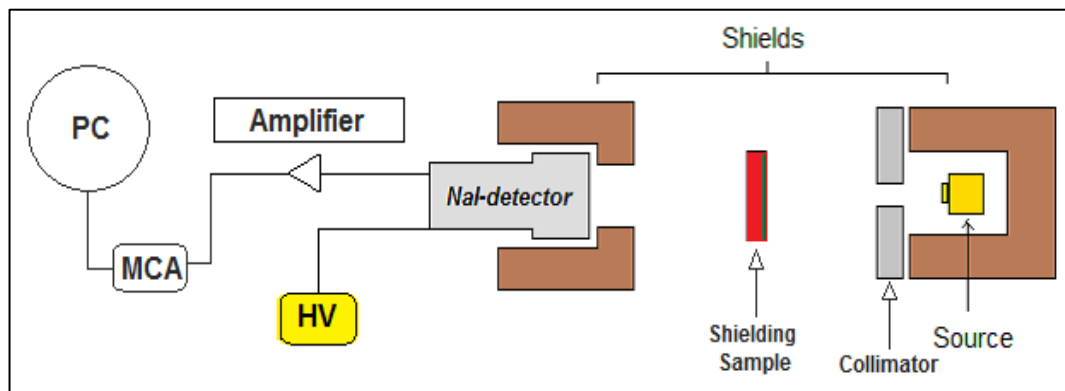 Shields
PC
Amplifier
NaI-detector
MCA
HV
Shielding
Sample
Collimator
Source